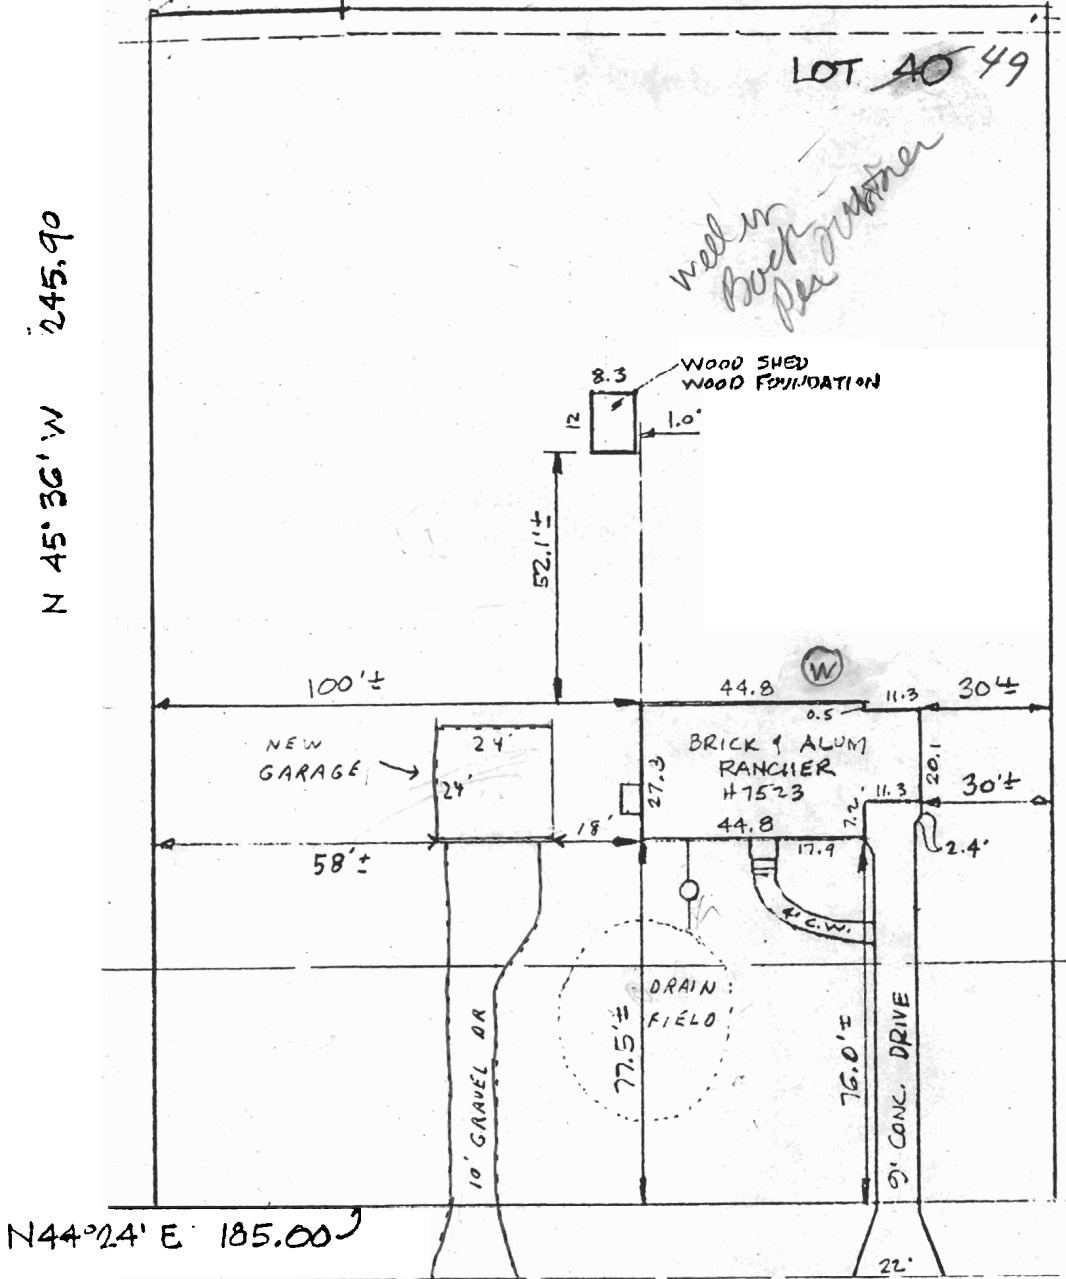 LOT 40 49
well in
Back
Per
N 45° 36' W 245.90
WOOD SHED
WOOD FOUNDATION
8.3
12
1.0'
52.1'±
W
100'±
44.8
11.3
30'±
0.5
NEW
GARAGE
24'
24'
BRICK & ALUM
RANCHER
#7523
27.3
20.1
11.3
30'±
7.2'
44.8
17.9
18'
58'±
2.4'
4' C.W.
DRAIN
FIELD
77.5'±
76.0'±
10' GRAVEL DR
9' CONC. DRIVE
N44°24' E 185.00
22'